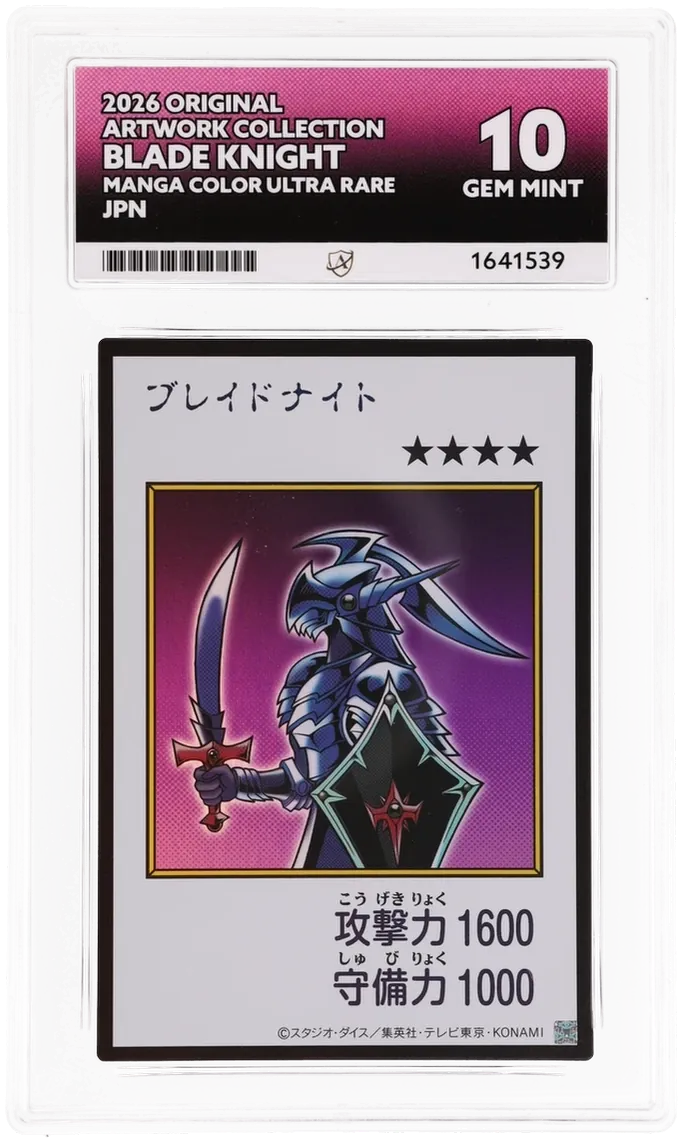 2026 ORIGINAL
ARTWORK COLLECTION
BLADE KNIGHT
MANGA COLOR ULTRA RARE
JPN
10
GEM MINT
A
1641539
ブレイドナイト
★★★★
こう げき りょく
攻撃力 1600
しゅ び りょく
守備力 1000
©スタジオ・ダイス/集英社・テレビ東京・KONAMI